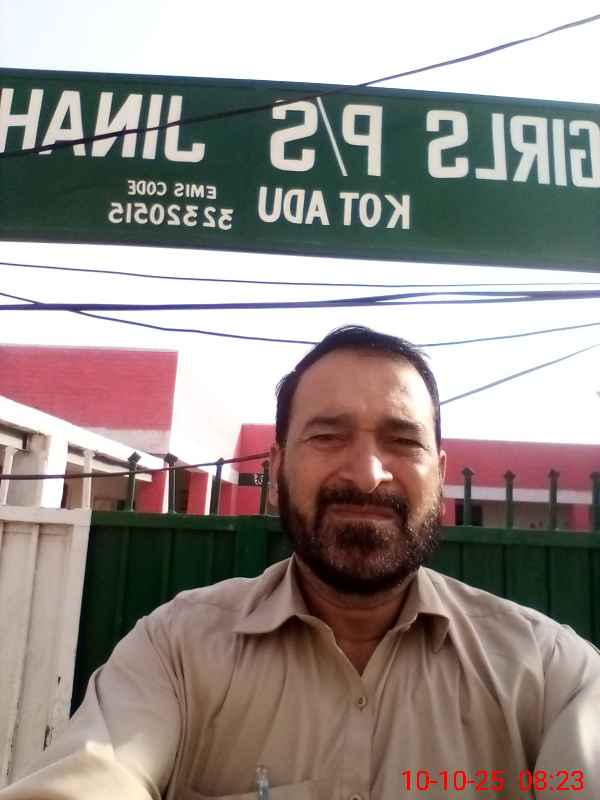 GIRLS P/S JINAH
KOT ADU
EMIS CODE
32320515
10-10-25 08:23